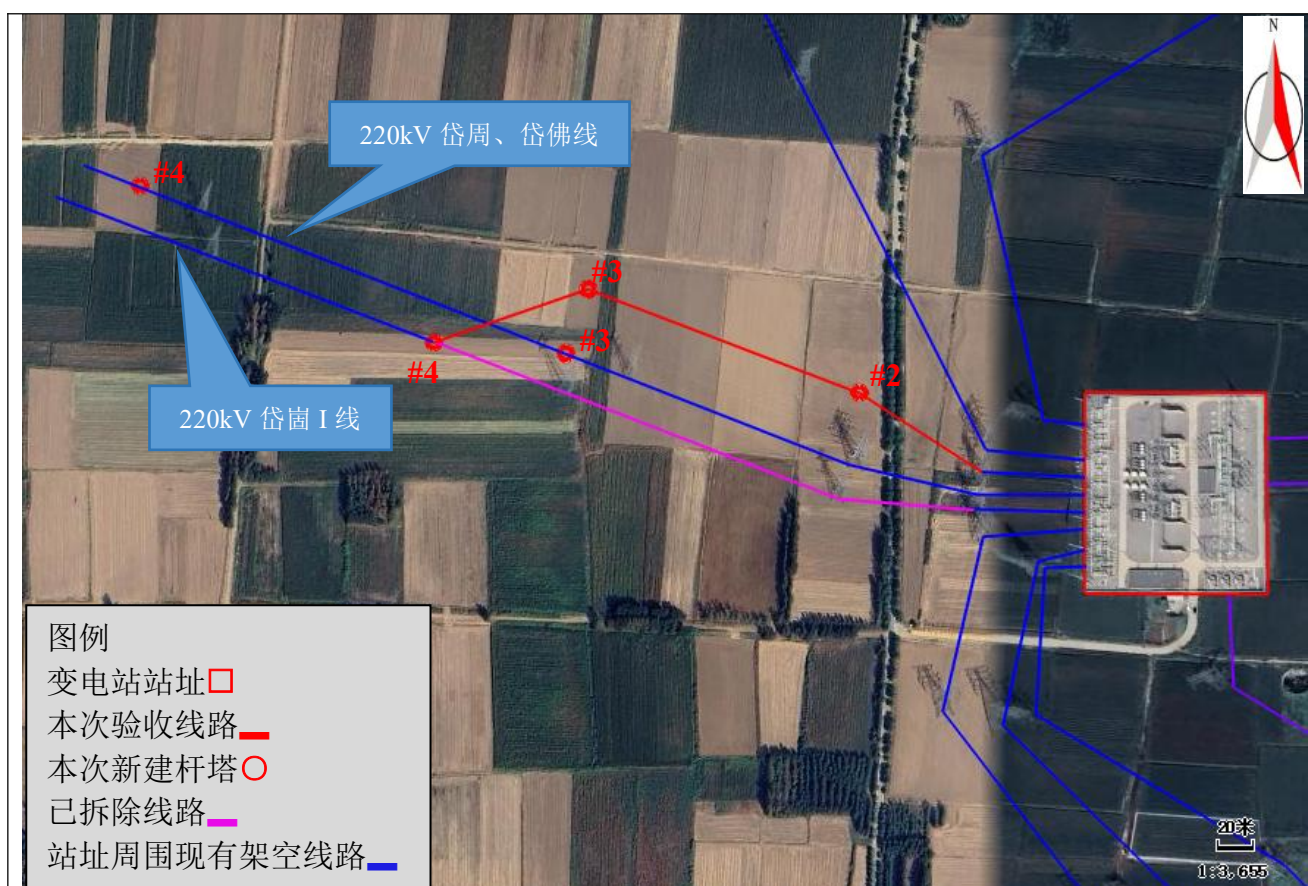 N
220kV 岱周、岱佛线
#4
#3
#3
#4
#2
220kV 岱崮 I 线
图例
变电站站址
本次验收线路
本次新建杆塔
已拆除线路
站址周围现有架空线路
20米
1:3,655